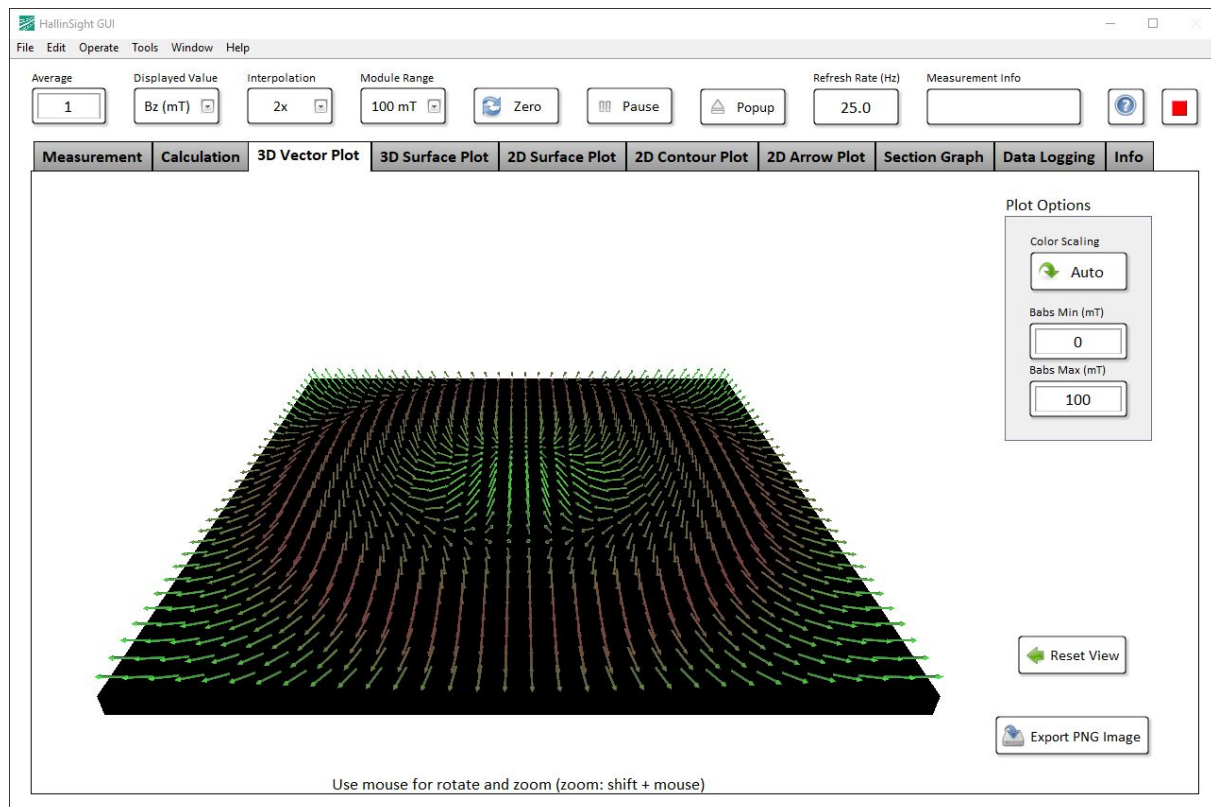 HallinSight GUI
File Edit Operate Tools Window Help
Average Displayed Value Interpolation Module Range Refresh Rate (Hz) Measurement Info
1 Bz (mT) 2x 100 mT Zero Pause Popup 25.0
Measurement Calculation 3D Vector Plot 3D Surface Plot 2D Surface Plot 2D Contour Plot 2D Arrow Plot Section Graph Data Logging Info
Plot Options
Color Scaling
Auto
Babs Min (mT)
0
Babs Max (mT)
100
Reset View
Export PNG Image
Use mouse for rotate and zoom (zoom: shift + mouse)